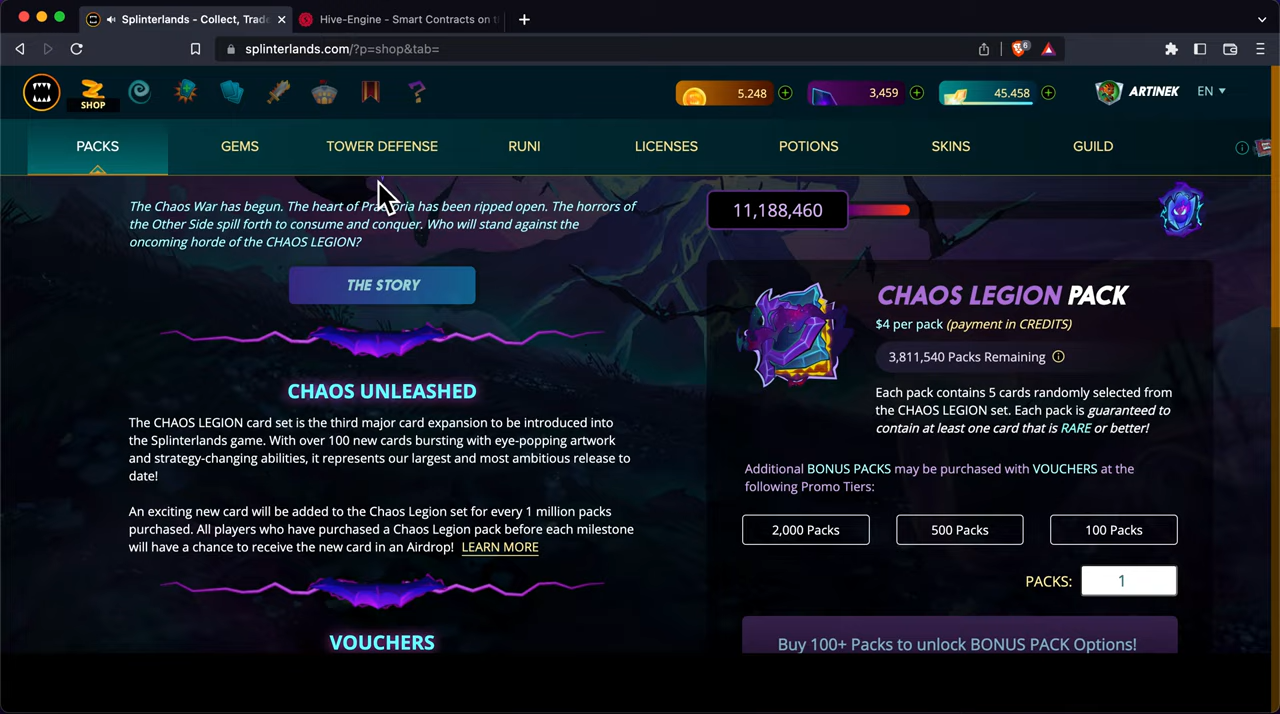 Splinterlands - Collect, Trade
Hive-Engine - Smart Contracts on t
splinterlands.com/?p=shop&tab=
6
SHOP
5.248
3,459
45.458
ARTINEK
EN
PACKS
GEMS
TOWER DEFENSE
RUNI
LICENSES
POTIONS
SKINS
GUILD
The Chaos War has begun. The heart of Praetoria has been ripped open. The horrors of
the Other Side spill forth to consume and conquer. Who will stand against the
oncoming horde of the CHAOS LEGION?
THE STORY
CHAOS UNLEASHED
The CHAOS LEGION card set is the third major card expansion to be introduced into
the Splinterlands game. With over 100 new cards bursting with eye-popping artwork
and strategy-changing abilities, it represents our largest and most ambitious release to
date!
An exciting new card will be added to the Chaos Legion set for every 1 million packs
purchased. All players who have purchased a Chaos Legion pack before each milestone
will have a chance to receive the new card in an Airdrop! LEARN MORE
VOUCHERS
11,188,460
CHAOS LEGION PACK
$4 per pack (payment in CREDITS)
3,811,540 Packs Remaining
Each pack contains 5 cards randomly selected from
the CHAOS LEGION set. Each pack is guaranteed to
contain at least one card that is RARE or better!
Additional BONUS PACKS may be purchased with VOUCHERS at the
following Promo Tiers:
2,000 Packs
500 Packs
100 Packs
PACKS: 1
Buy 100+ Packs to unlock BONUS PACK Options!